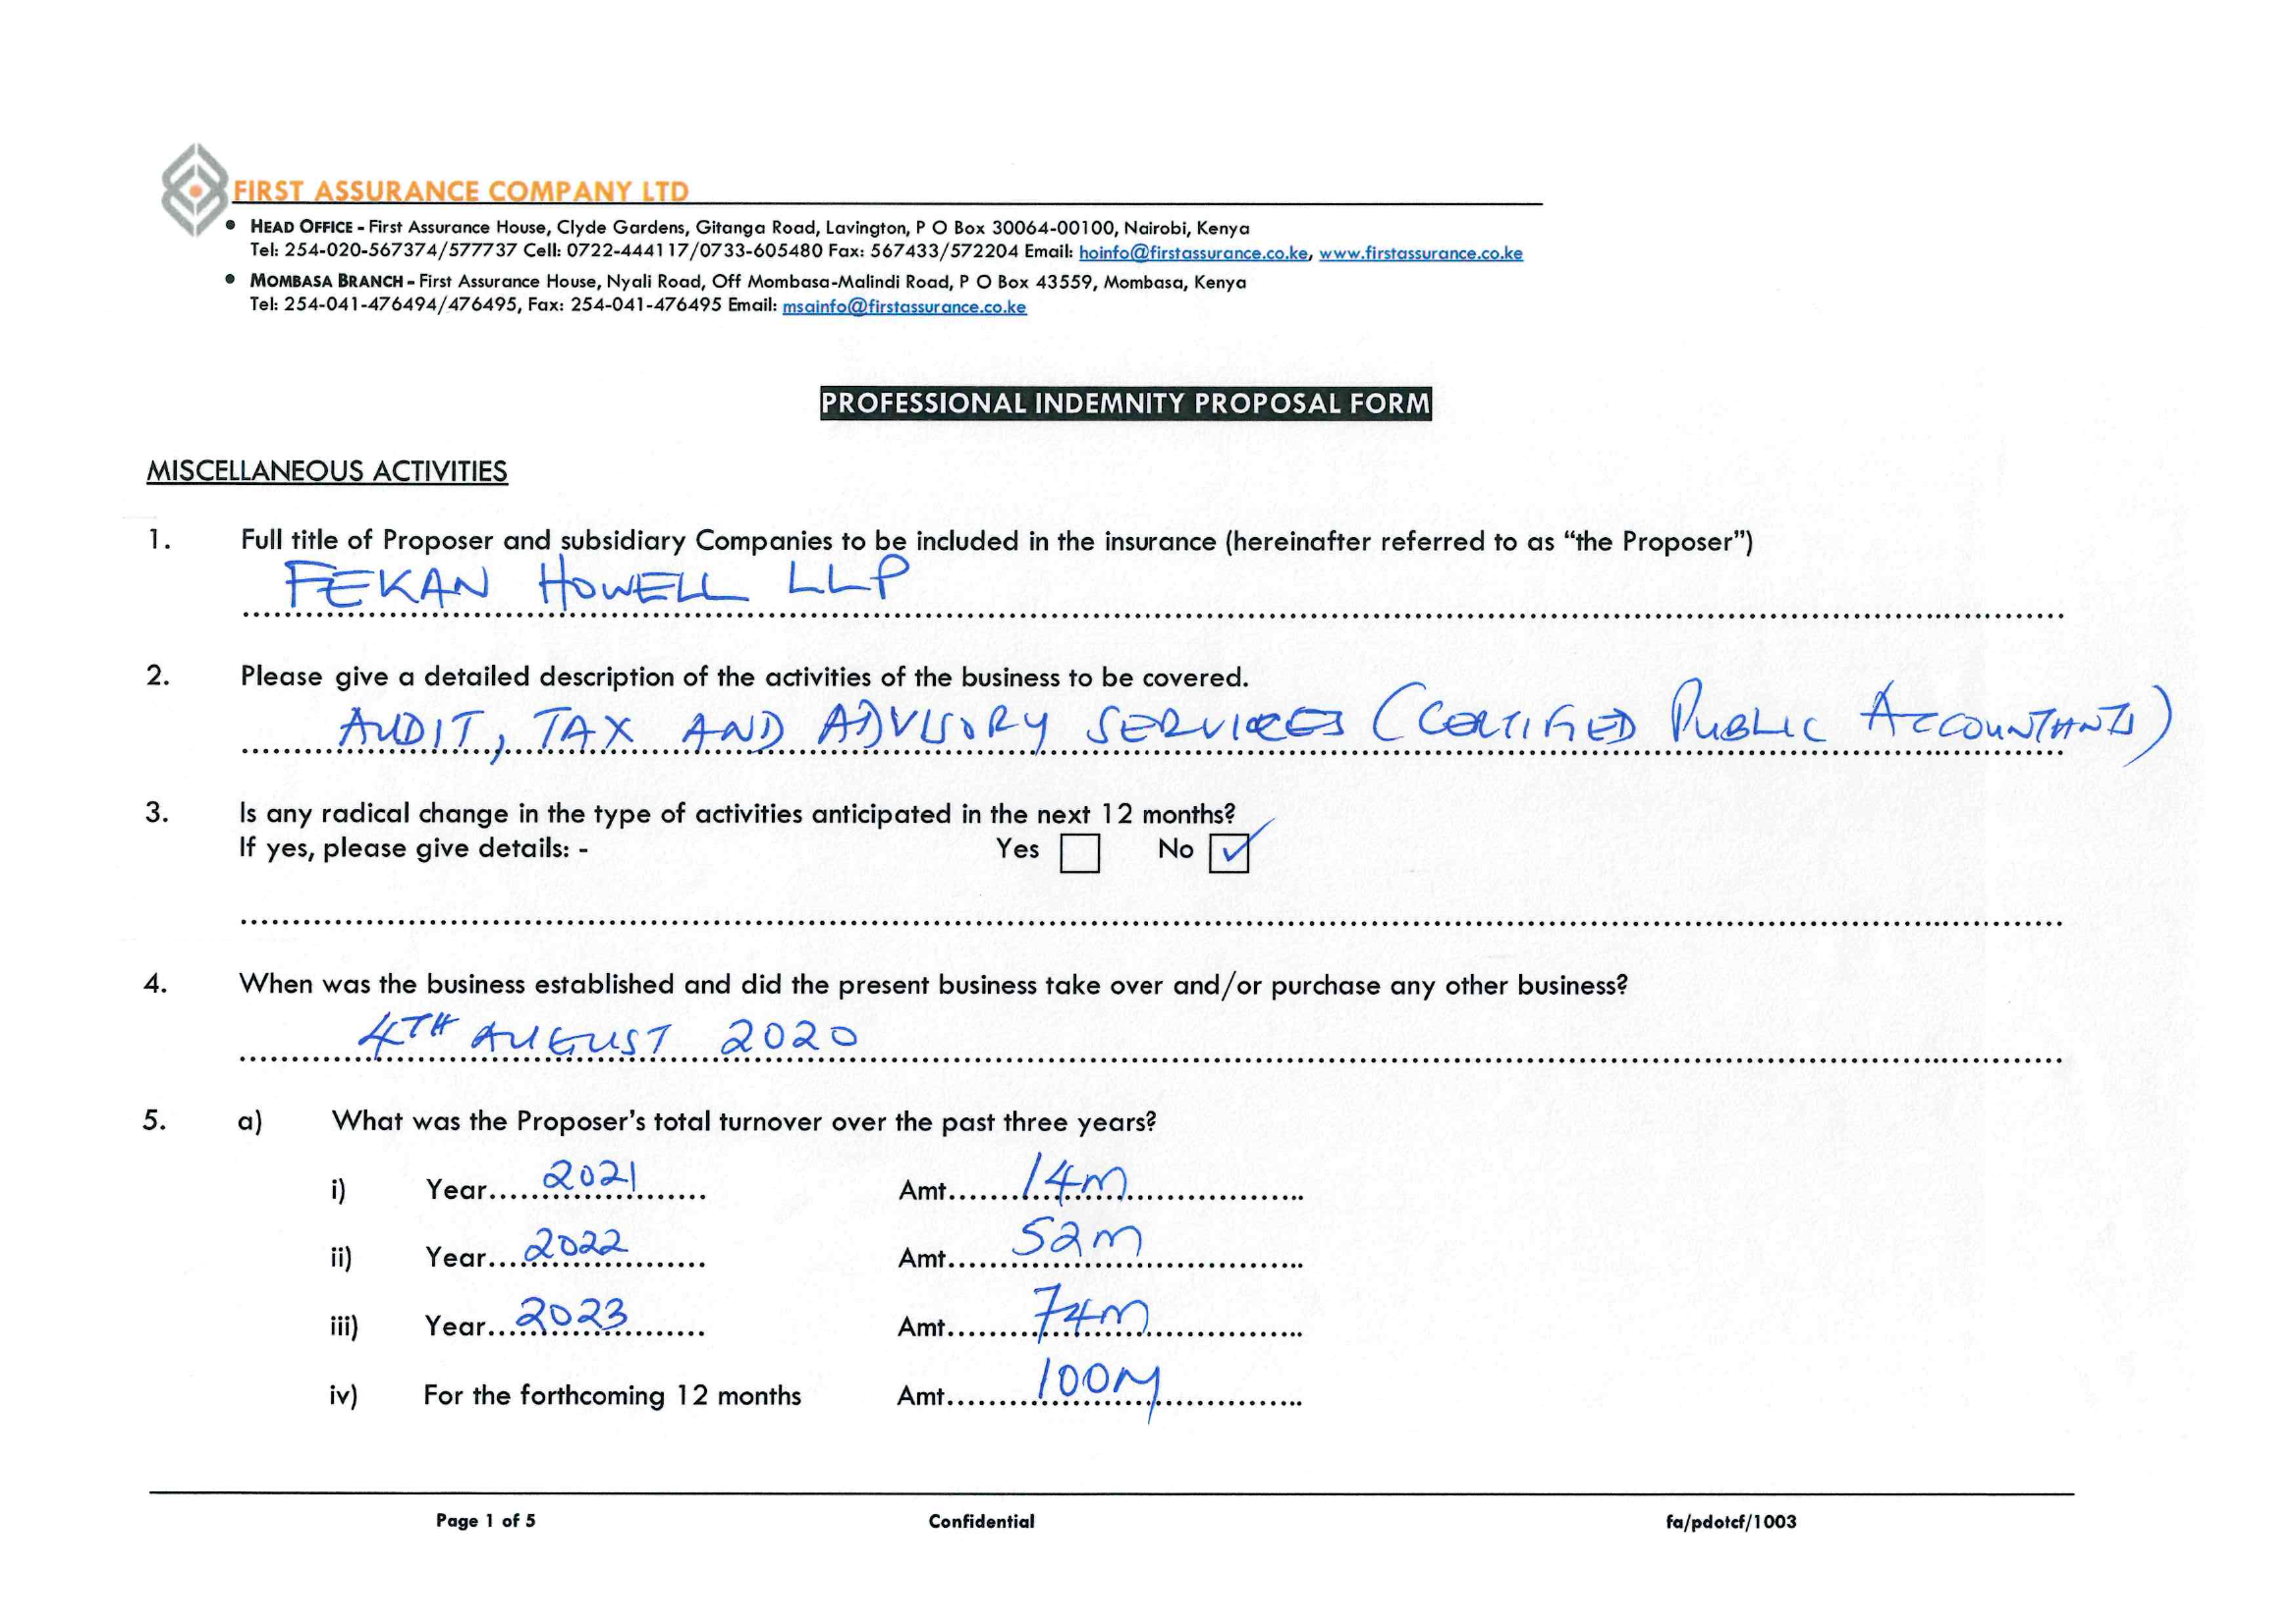 FIRST ASSURANCE COMPANY LTD
• HEAD OFFICE - First Assurance House, Clyde Gardens, Gitanga Road, Lavington, P O Box 30064-00100, Nairobi, Kenya
Tel: 254-020-567374/577737 Cell: 0722-444117/0733-605480 Fax: 567433/572204 Email: hoinfo@firstassurance.co.ke, www.firstassurance.co.ke
• MOMBASA BRANCH - First Assurance House, Nyali Road, Off Mombasa-Malindi Road, P O Box 43559, Mombasa, Kenya
Tel: 254-041-476494/476495, Fax: 254-041-476495 Email: msainfo@firstassurance.co.ke
PROFESSIONAL INDEMNITY PROPOSAL FORM
MISCELLANEOUS ACTIVITIES
1. Full title of Proposer and subsidiary Companies to be included in the insurance (hereinafter referred to as “the Proposer”)
FEKAN HOWELL LLP
2. Please give a detailed description of the activities of the business to be covered.
AUDIT, TAX AND ADVISORY SERVICES (CERTIFIED PUBLIC ACCOUNTANTS)
3. Is any radical change in the type of activities anticipated in the next 12 months?
If yes, please give details: - Yes No ✓
4. When was the business established and did the present business take over and/or purchase any other business?
4TH AUGUST 2020
5. a) What was the Proposer’s total turnover over the past three years?
i) Year 2021 Amt 14m
ii) Year 2022 Amt 52m
iii) Year 2023 Amt 74m
iv) For the forthcoming 12 months Amt 100M
Page 1 of 5 Confidential fa/pdotcf/1003